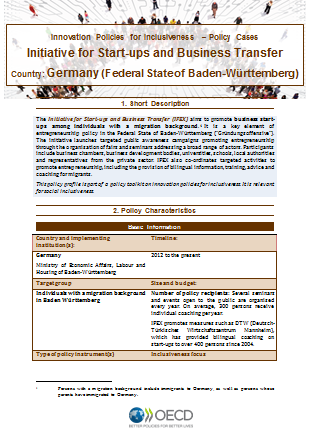 Innovation Policies for Inclusiveness – Policy Cases
Initiative for Start-ups and Business Transfer
Country: Germany (Federal State of Baden-Württemberg)
1. Short Description
The Initiative for Start-ups and Business Transfer (IFEX) aims to promote business start-
ups among individuals with a migration background.¹ It is a key element of
entrepreneurship policy in the Federal State of Baden-Württemberg ("Gründungsoffensive").
The initiative launches targeted public awareness campaigns promoting entrepreneurship
through the organisation of fairs and seminars addressing a broad range of actors. Participants
include business chambers, business development bodies, universities, schools, local authorities
and representatives from the private sector. IFEX also co-ordinates targeted activities to
promote entrepreneurship, including the provision of bilingual information, training, advice and
coaching for migrants.
This policy profile is part of a policy toolkit on innovation policies for inclusiveness. It is relevant
for social inclusiveness
2. Policy Characteristics
Basic Information
Country and implementing
institution(s):
Timeline:
Germany
Ministry of Economic Affairs, Labour and
Housing of Baden-Württemberg
2012 to the present
Target group
Size and budget:
Individuals with a migration background
in Baden Württemberg
Number of policy recipients: Several seminars
and events open to the public are organised
every year. On average, 300 persons receive
individual coaching per year.
IFEX promotes measures such as DTW (Deutsch-
Türkischer Wirtschaftszentrum Mannheim),
which has provided bilingual coaching on
start-ups to over 400 persons since 2004.
Type of policy instrument(s)
Inclusiveness focus
¹ Persons with a migration background include immigrants to Germany, as well as persons whose
parents have immigrated to Germany.
OECD
BETTER POLICIES FOR BETTER LIVES